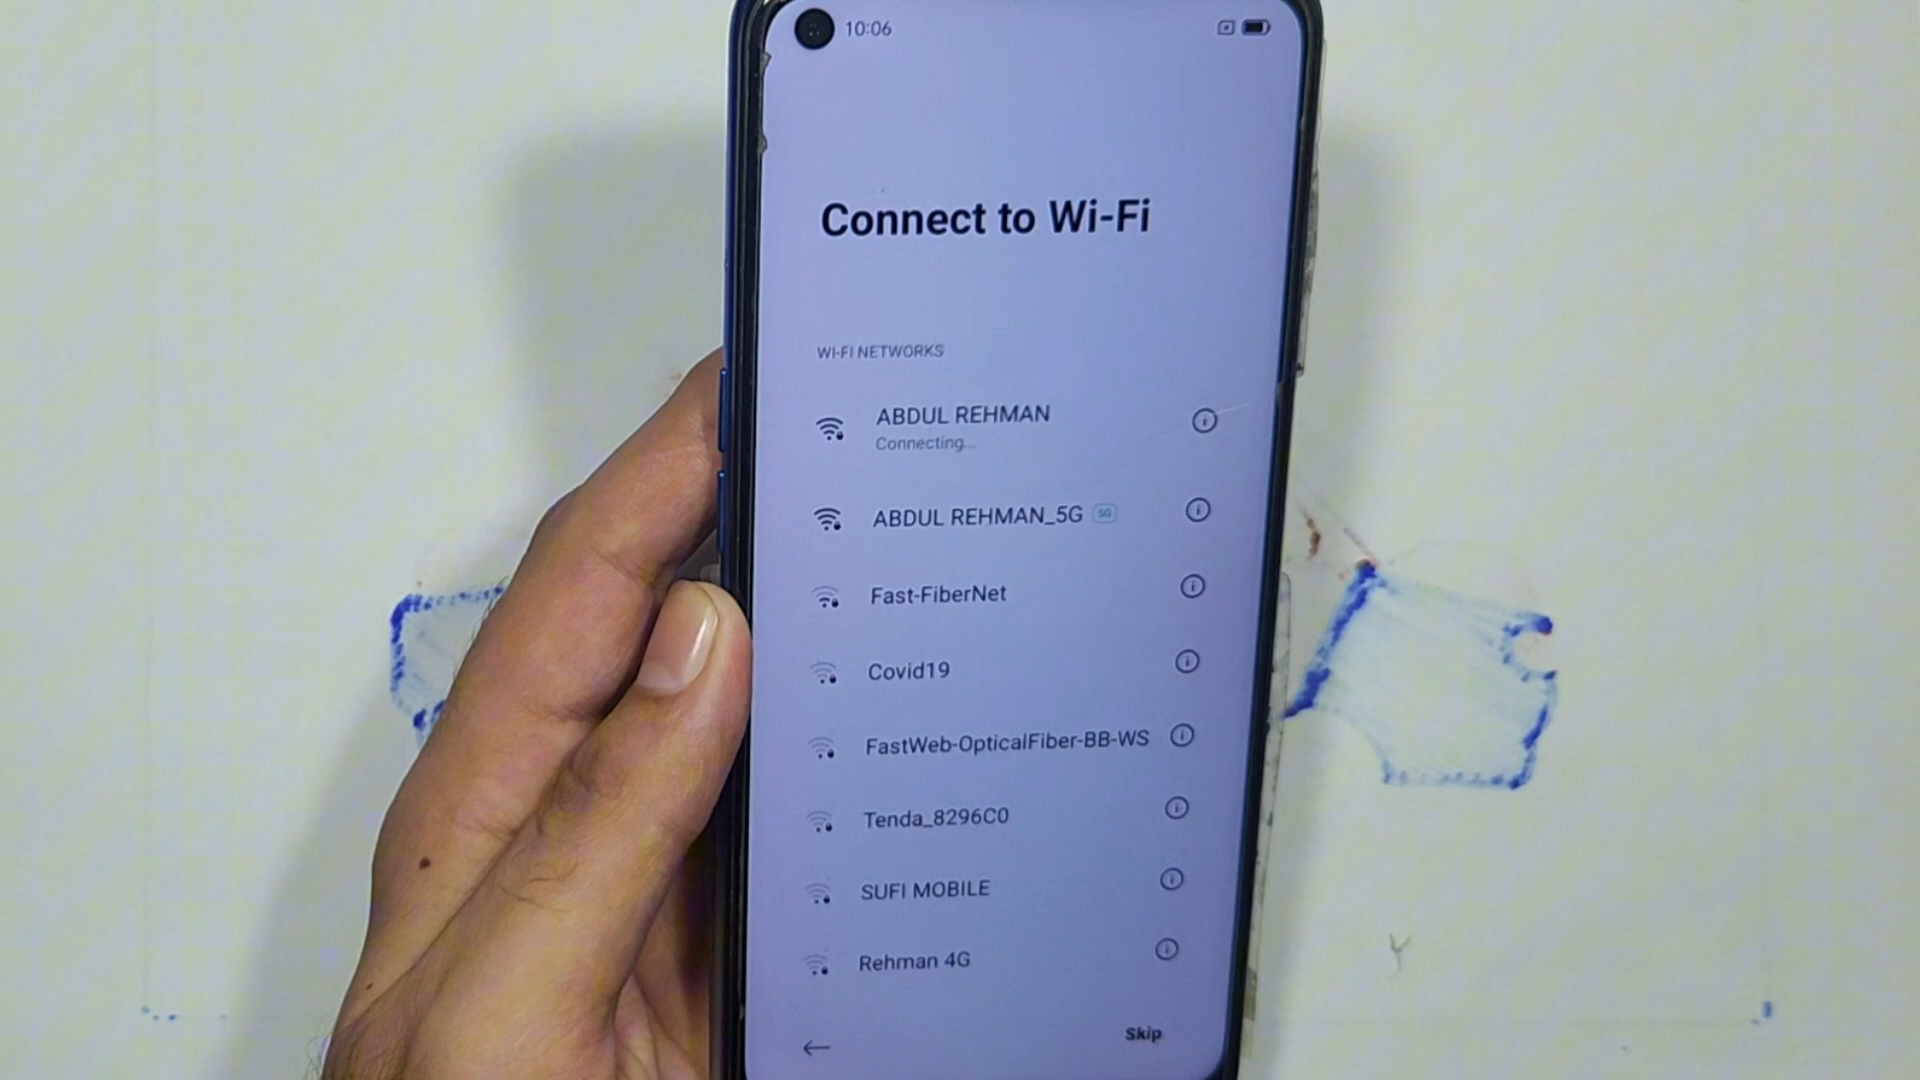 10:06
Connect to Wi-Fi
WI-FI NETWORKS
ABDUL REHMAN
Connecting...
ABDUL REHMAN_5G 5G
Fast-FiberNet
Covid19
FastWeb-OpticalFiber-BB-WS
Tenda_8296C0
SUFI MOBILE
Rehman 4G
Skip